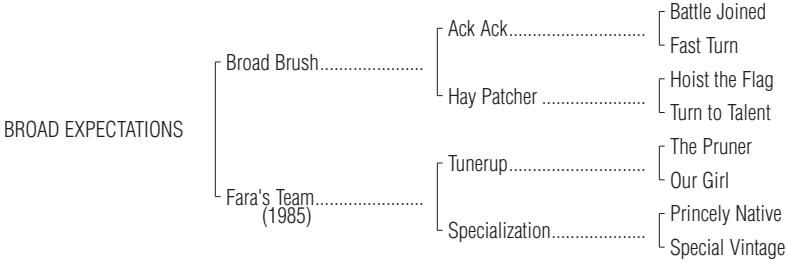 Battle Joined
Ack Ack..............................
Fast Turn
Broad Brush......................
Hoist the Flag
Hay Patcher ......................
Turn to Talent
BROAD EXPECTATIONS
The Pruner
Tunerup.............................
Our Girl
Fara's Team.......................
(1985)
Princely Native
Specialization....................
Special Vintage